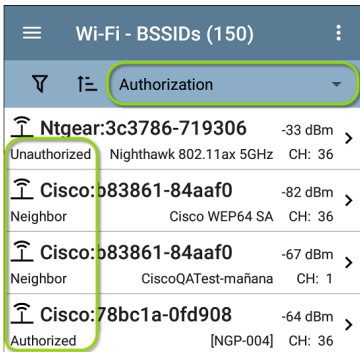 Wi-Fi - BSSIDs (150)
Authorization
Ntgear:3c3786-719306 -33 dBm
Unauthorized Nighthawk 802.11ax 5GHz CH: 36
Cisco:b83861-84aaf0 -82 dBm
Neighbor Cisco WEP64 SA CH: 36
Cisco:b83861-84aaf0 -67 dBm
Neighbor CiscoQATest-mañana CH: 1
Cisco:78bc1a-0fd908 -64 dBm
Authorized [NGP-004] CH: 36